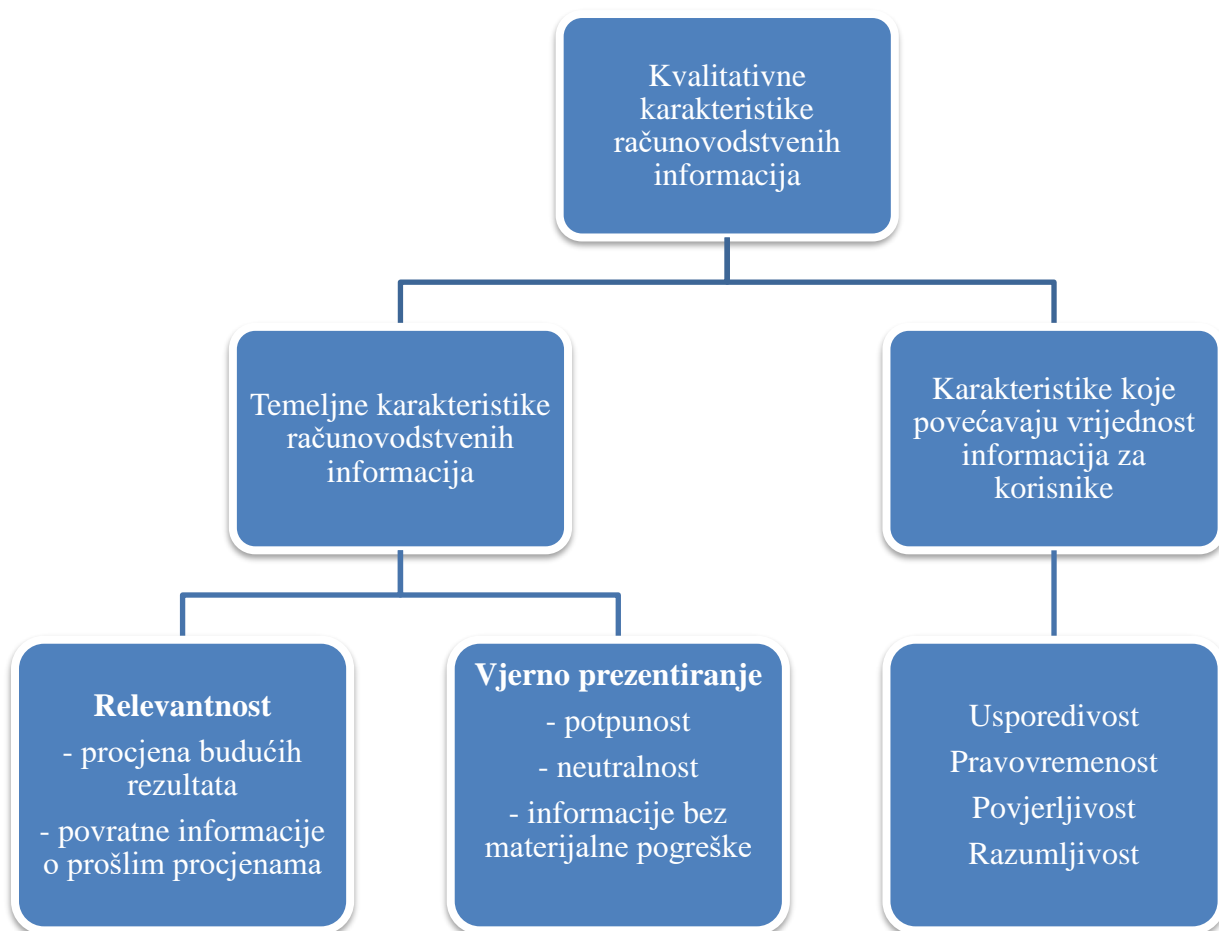 Kvalitativne
karakteristike
računovodstvenih
informacija
Temeljne karakteristike
računovodstvenih
informacija
Karakteristike koje
povećavaju vrijednost
informacija za
korisnike
Relevantnost
- procjena budućih
rezultata
- povratne informacije
o prošlim procjenama
Vjerno prezentiranje
- potpunost
- neutralnost
- informacije bez
materijalne pogreške
Usporedivost
Pravovremenost
Povjerljivost
Razumljivost